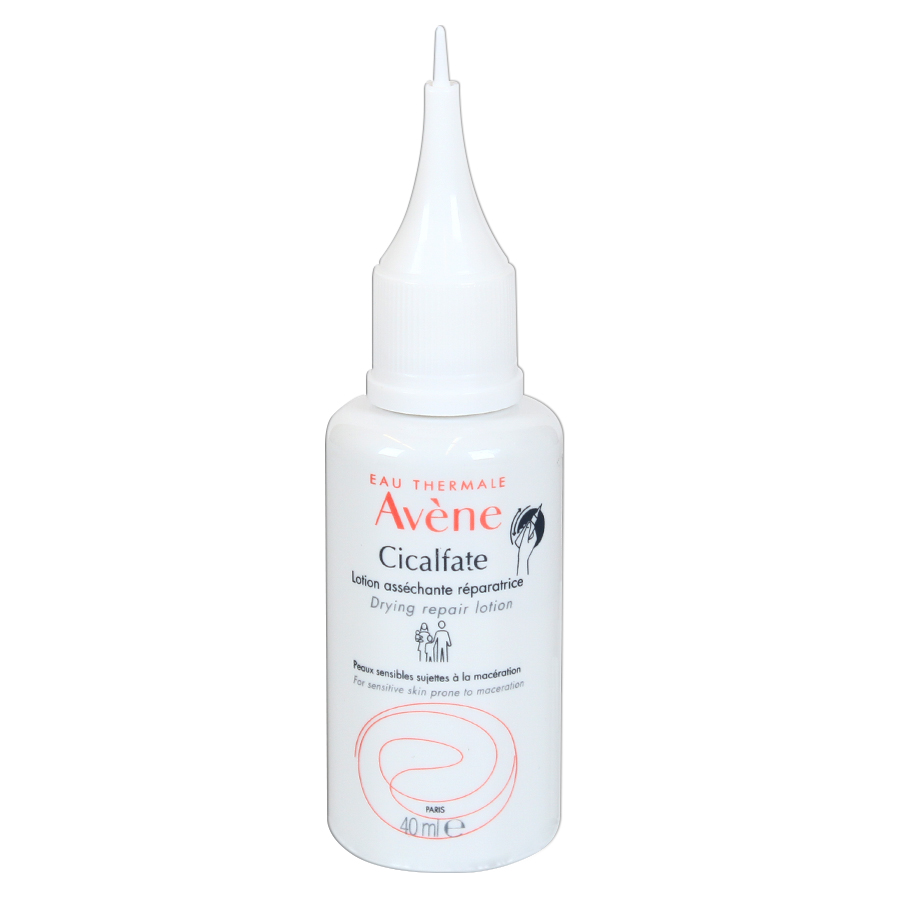 EAU THERMALE
Avène
Cicalfate
Lotion asséchante réparatrice
Drying repair lotion
Peaux sensibles sujettes à la macération
For sensitive skin prone to maceration
PARIS
40 ml ℮